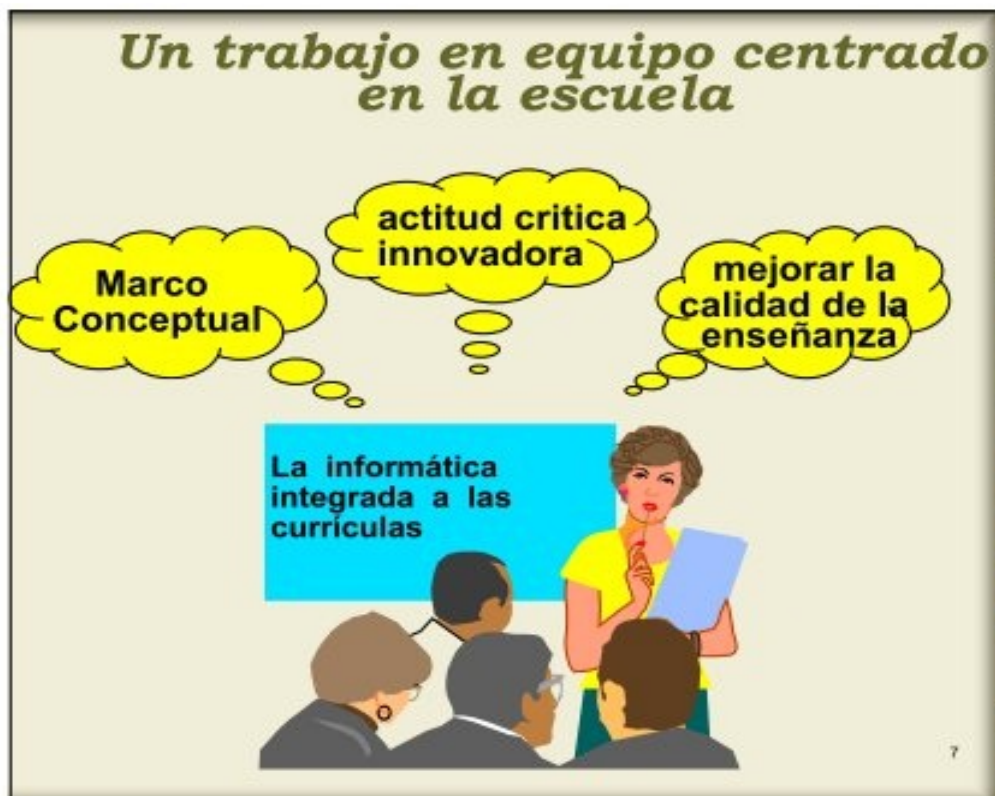 Un trabajo en equipo centrado
en la escuela
actitud critica
innovadora
Marco
Conceptual
mejorar la
calidad de la
enseñanza
La informática
integrada a las
currículas
7